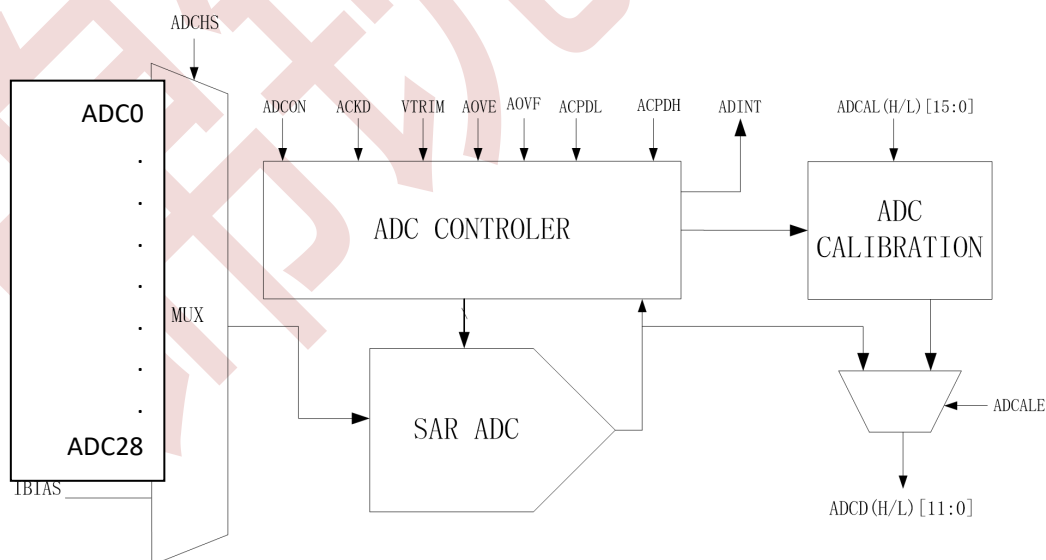 ADCHS
ADCON ACKD VTRIM AOVE AOVF ACPDL ACPDH ADINT ADCAL(H/L)[15:0]
ADC0
.
.
.
.
.
.
.
ADC28
MUX
IBIAS
ADC CONTROLER
ADC
CALIBRATION
SAR ADC
ADCALE
ADCD(H/L)[11:0]